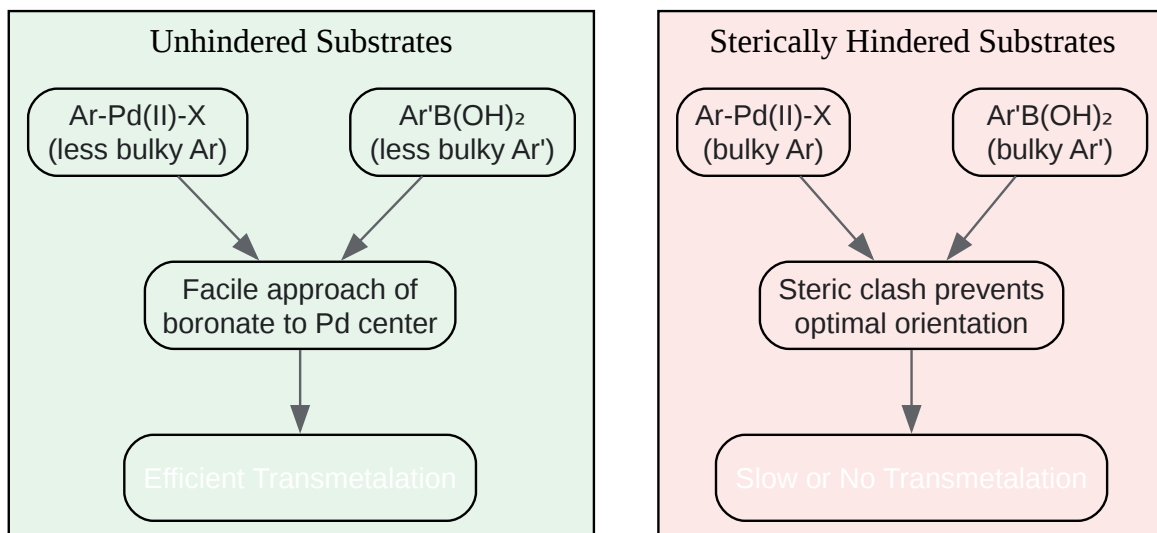 Unhindered Substrates
Ar-Pd(II)-X
(less bulky Ar)
Ar'B(OH)₂
(less bulky Ar')
Facile approach of
boronate to Pd center
Efficient Transmetalation
Sterically Hindered Substrates
Ar-Pd(II)-X
(bulky Ar)
Ar'B(OH)₂
(bulky Ar')
Steric clash prevents
optimal orientation
Slow or No Transmetalation